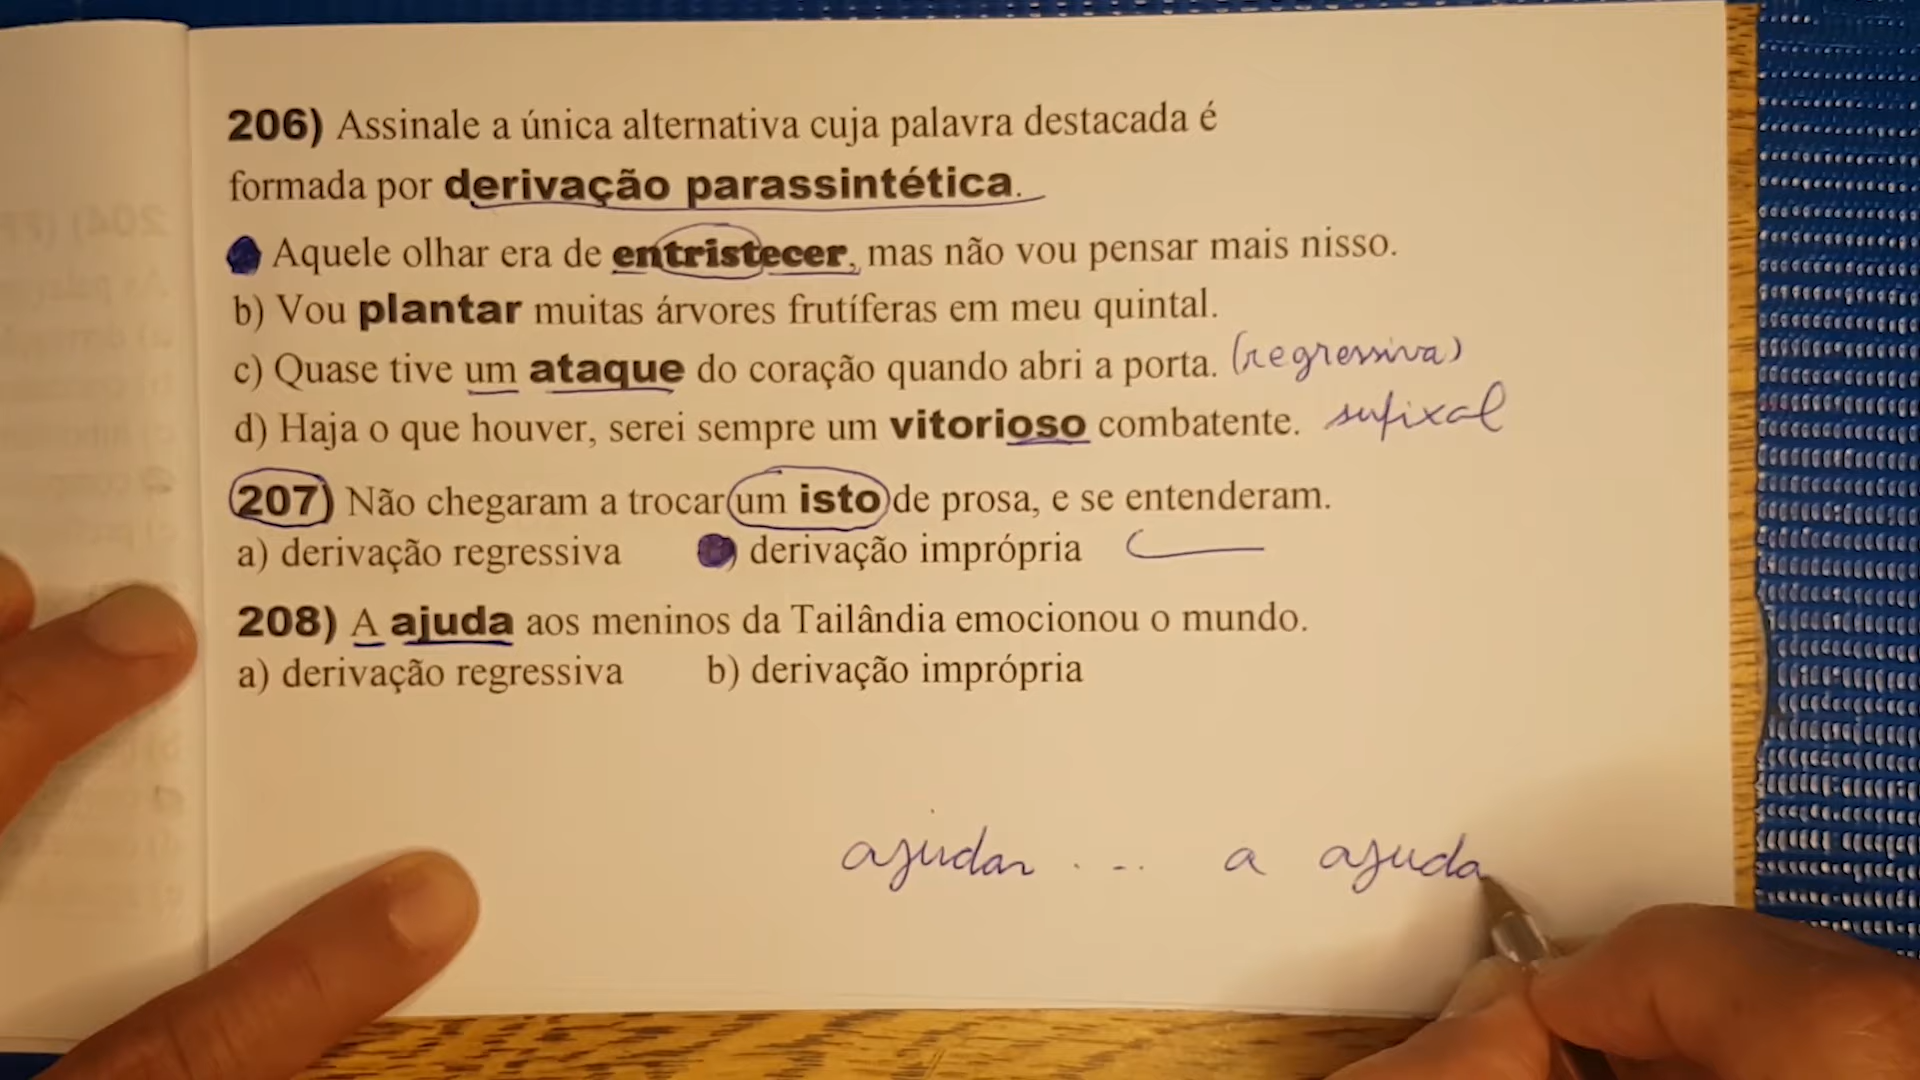 206) Assinale a única alternativa cuja palavra destacada é
formada por derivação parassintética.
Aquele olhar era de entristecer, mas não vou pensar mais nisso.
b) Vou plantar muitas árvores frutíferas em meu quintal.
c) Quase tive um ataque do coração quando abri a porta. (regressiva)
d) Haja o que houver, serei sempre um vitorioso combatente. sufixal
207) Não chegaram a trocar um isto de prosa, e se entenderam.
a) derivação regressiva ) derivação imprópria
208) A ajuda aos meninos da Tailândia emocionou o mundo.
a) derivação regressiva b) derivação imprópria
ajudar ... a ajuda